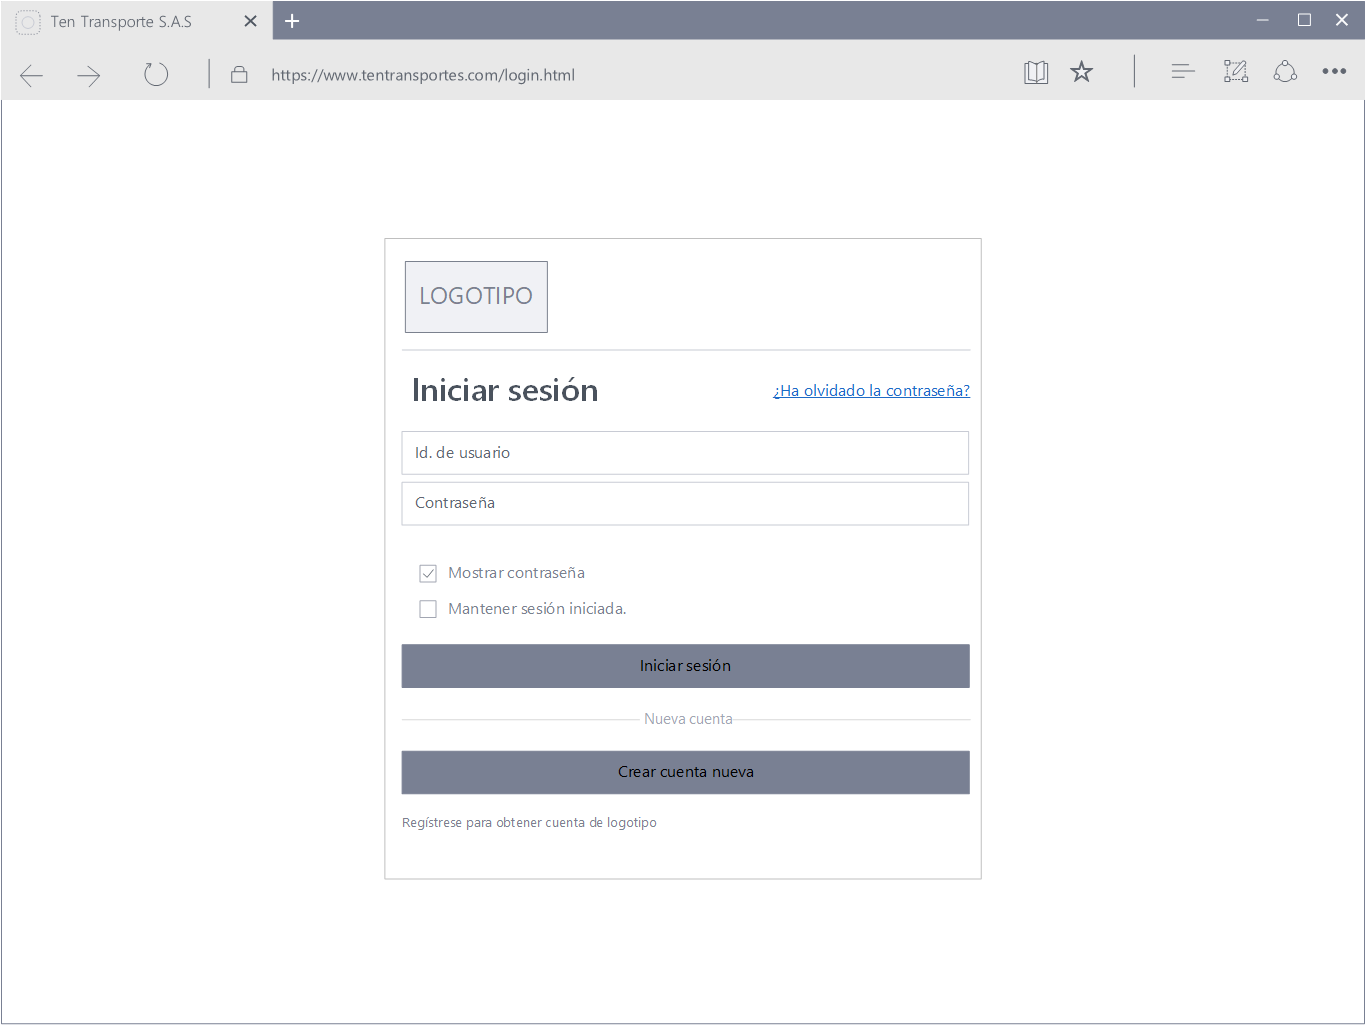 Ten Transporte S.A.S
https://www.tentransportes.com/login.html
LOGOTIPO
Iniciar sesión
¿Ha olvidado la contraseña?
Id. de usuario
Contraseña
Mostrar contraseña
Mantener sesión iniciada.
Iniciar sesión
Nueva cuenta
Crear cuenta nueva
Regístrese para obtener cuenta de logotipo